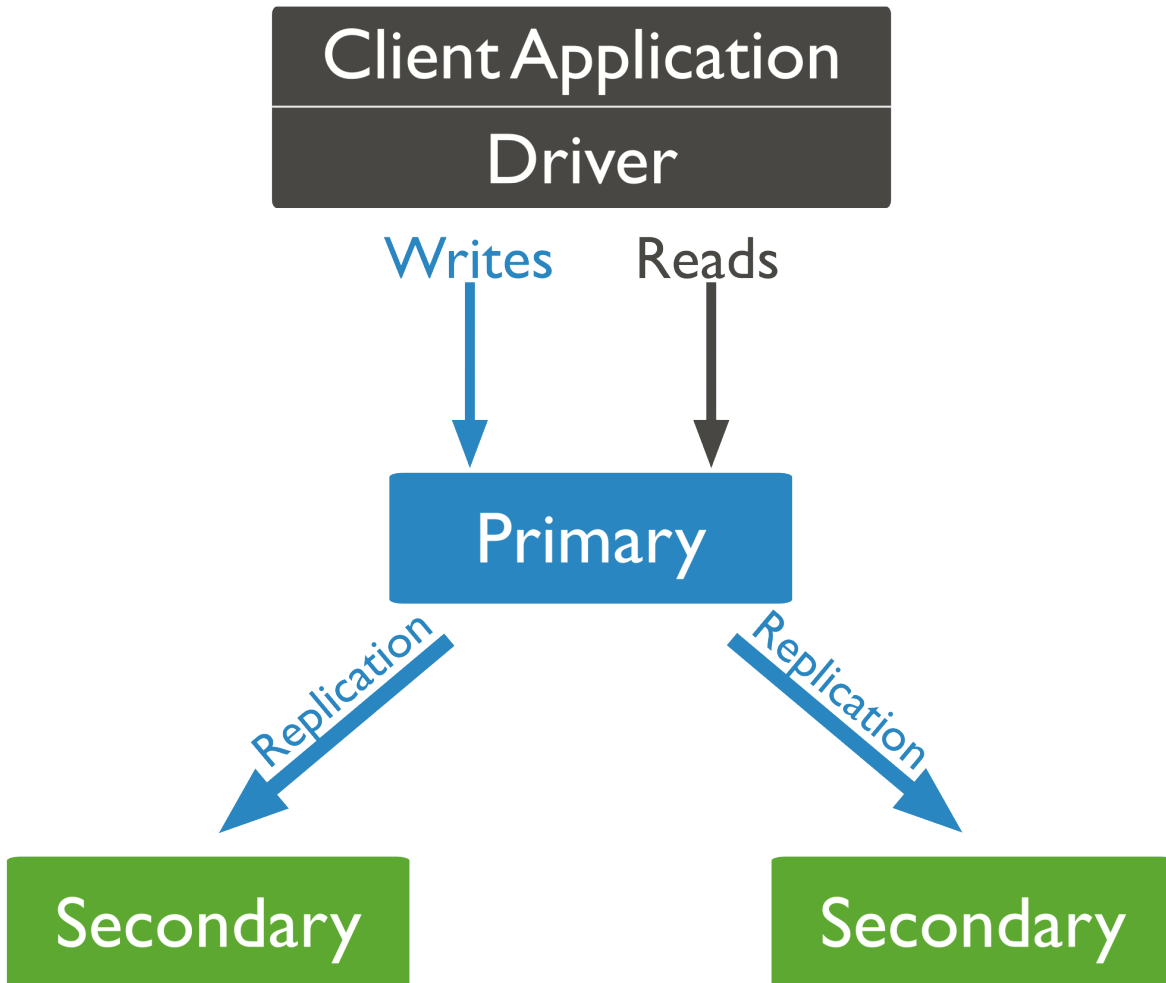 Client Application
Driver
Writes
Reads
Primary
Replication
Replication
Secondary
Secondary